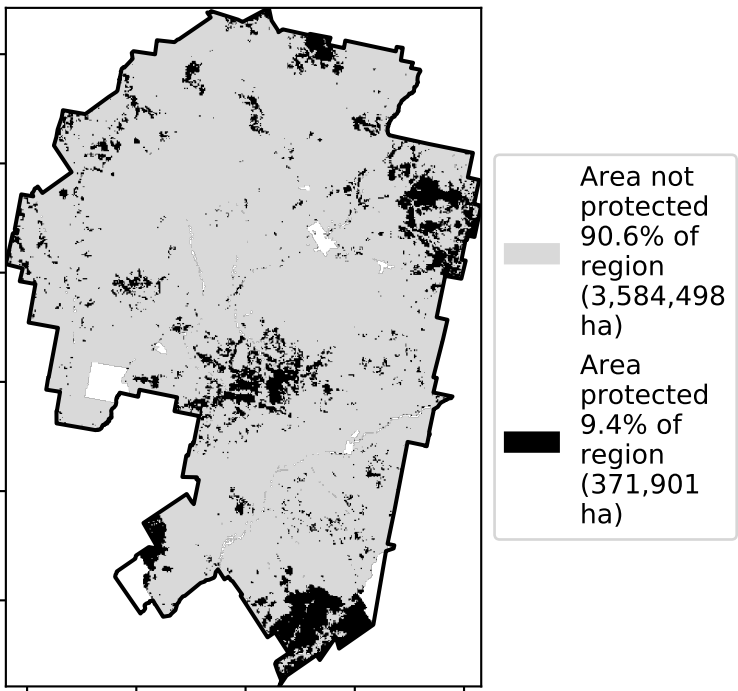 Area not
protected
90.6% of
region
(3,584,498
ha)
Area
protected
9.4% of
region
(371,901
ha)